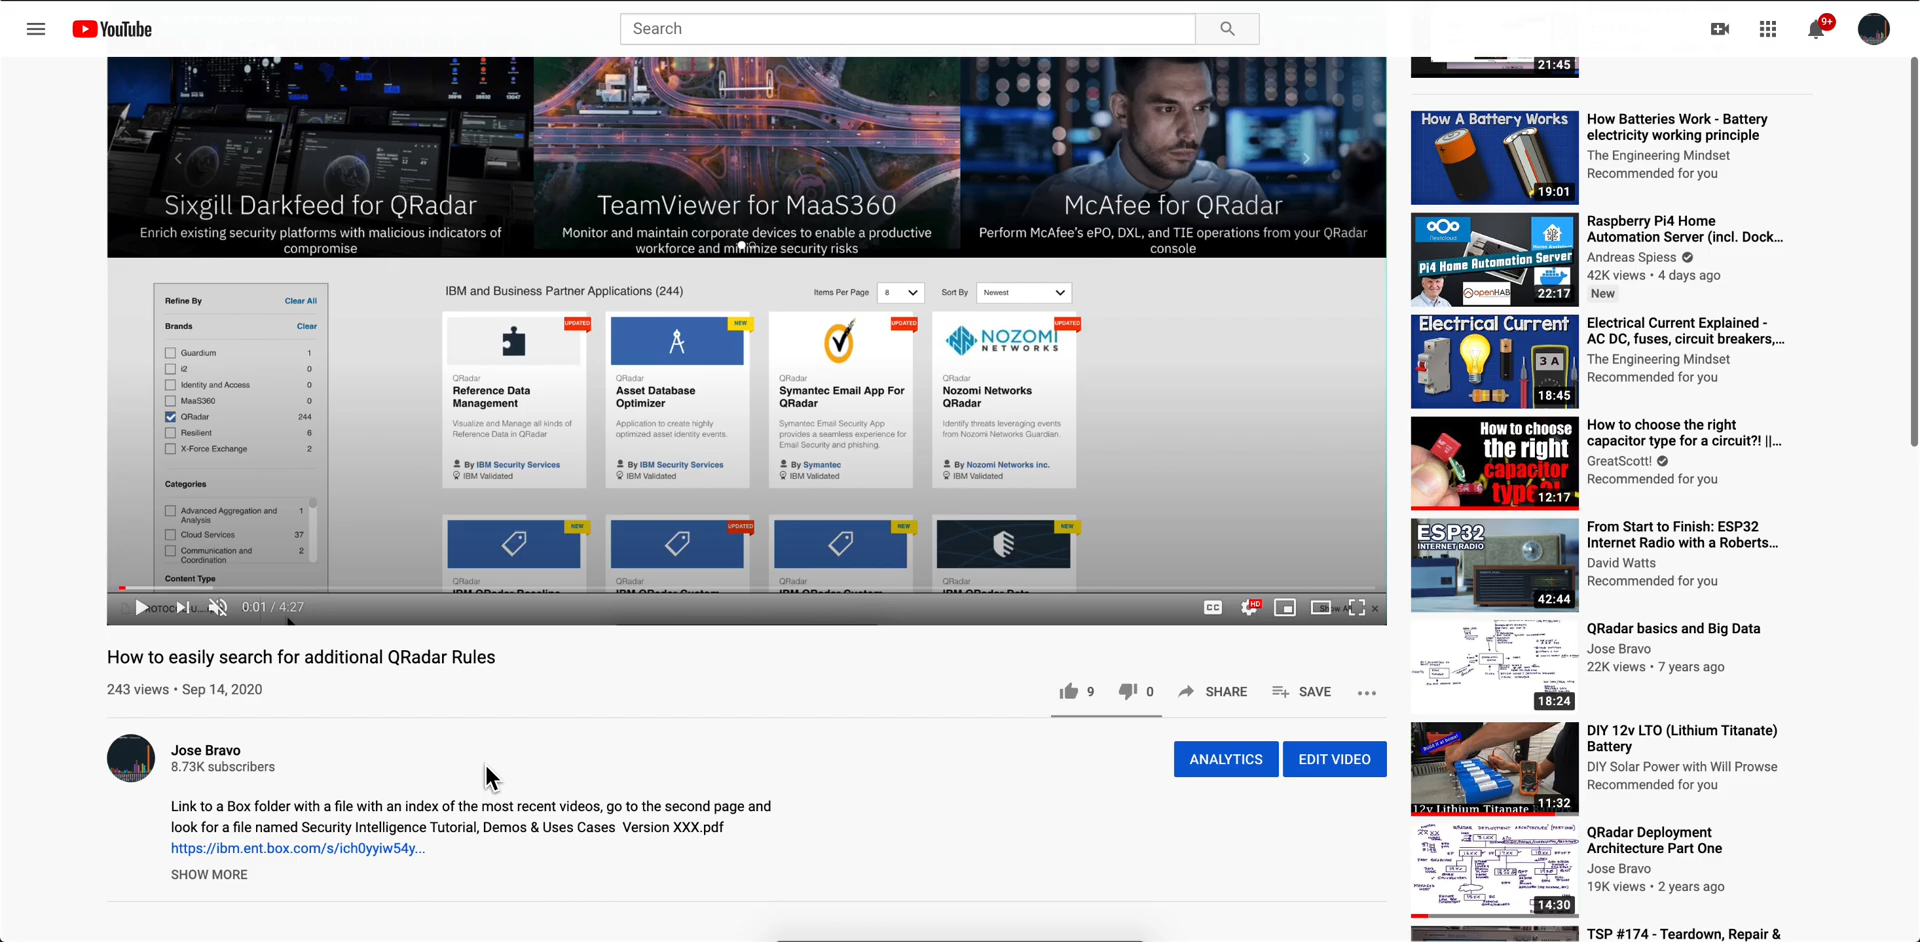 YouTube
Search
9+
Sixgill Darkfeed for QRadar
Enrich existing security platforms with malicious indicators of
compromise
TeamViewer for MaaS360
Monitor and maintain corporate devices to enable a productive
workforce and minimize security risks
McAfee for QRadar
Perform McAfee's ePO, DXL, and TIE operations from your QRadar
console
Refine By
Clear All
Brands
Clear
Guardium 1
i2 0
Identity and Access 0
MaaS360 0
QRadar 244
Resilient 6
X-Force Exchange 2
Categories
Advanced Aggregation and
Analysis 1
Cloud Services 37
Communication and
Coordination 2
Content Type
IBM and Business Partner Applications (244)
Items Per Page 8
Sort By Newest
UPDATED
QRadar
Reference Data
Management
Visualize and Manage all kinds of
Reference Data in QRadar
By IBM Security Services
IBM Validated
NEW
QRadar
Asset Database
Optimizer
Application to create highly
optimized asset identity events.
By IBM Security Services
IBM Validated
UPDATED
QRadar
Symantec Email App For
QRadar
Symantec Email Security App
provides a seamless experience for
Email Security and phishing.
By Symantec
IBM Validated
UPDATED
NOZOMI
NETWORKS
QRadar
Nozomi Networks
QRadar
Identify threats leveraging events
from Nozomi Networks Guardian.
By Nozomi Networks inc.
IBM Validated
NEW
QRadar
UPDATED
QRadar
NEW
QRadar
NEW
QRadar
0:01 / 4:27
CC
HD
How to easily search for additional QRadar Rules
243 views • Sep 14, 2020
9
0
SHARE
SAVE
Jose Bravo
8.73K subscribers
ANALYTICS
EDIT VIDEO
Link to a Box folder with a file with an index of the most recent videos, go to the second page and
look for a file named Security Intelligence Tutorial, Demos & Uses Cases Version XXX.pdf
https://ibm.ent.box.com/s/ich0yyiw54y...
SHOW MORE
21:45
How A Battery Works
19:01
How Batteries Work - Battery
electricity working principle
The Engineering Mindset
Recommended for you
Pi4 Home Automation Server
openHAB
22:17
Raspberry Pi4 Home
Automation Server (incl. Dock...
Andreas Spiess
42K views • 4 days ago
New
Electrical Current
3 A
18:45
Electrical Current Explained -
AC DC, fuses, circuit breakers,...
The Engineering Mindset
Recommended for you
How to choose
the right
capacitor
type?!
12:17
How to choose the right
capacitor type for a circuit?! ||...
GreatScott!
Recommended for you
ESP32
INTERNET RADIO
42:44
From Start to Finish: ESP32
Internet Radio with a Roberts...
David Watts
Recommended for you
18:24
QRadar basics and Big Data
Jose Bravo
22K views • 7 years ago
12v Lithium Titanate
11:32
DIY 12v LTO (Lithium Titanate)
Battery
DIY Solar Power with Will Prowse
Recommended for you
14:30
QRadar Deployment
Architecture Part One
Jose Bravo
19K views • 2 years ago
TSP #174 - Teardown, Repair &